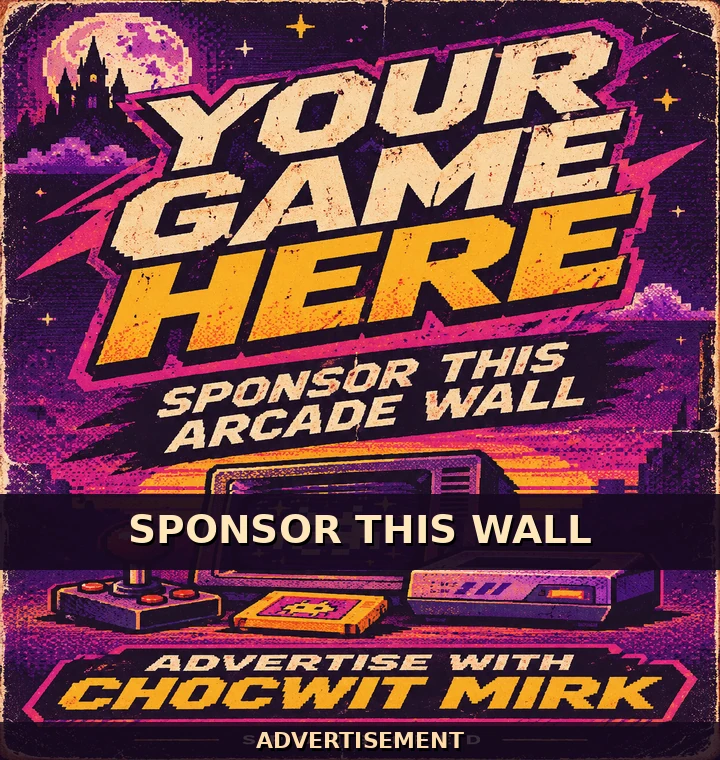 YOUR
GAME
HERE
SPONSOR THIS
ARCADE WALL
SPONSOR THIS WALL
ADVERTISE WITH
CHOCWIT MIRK
ADVERTISEMENT